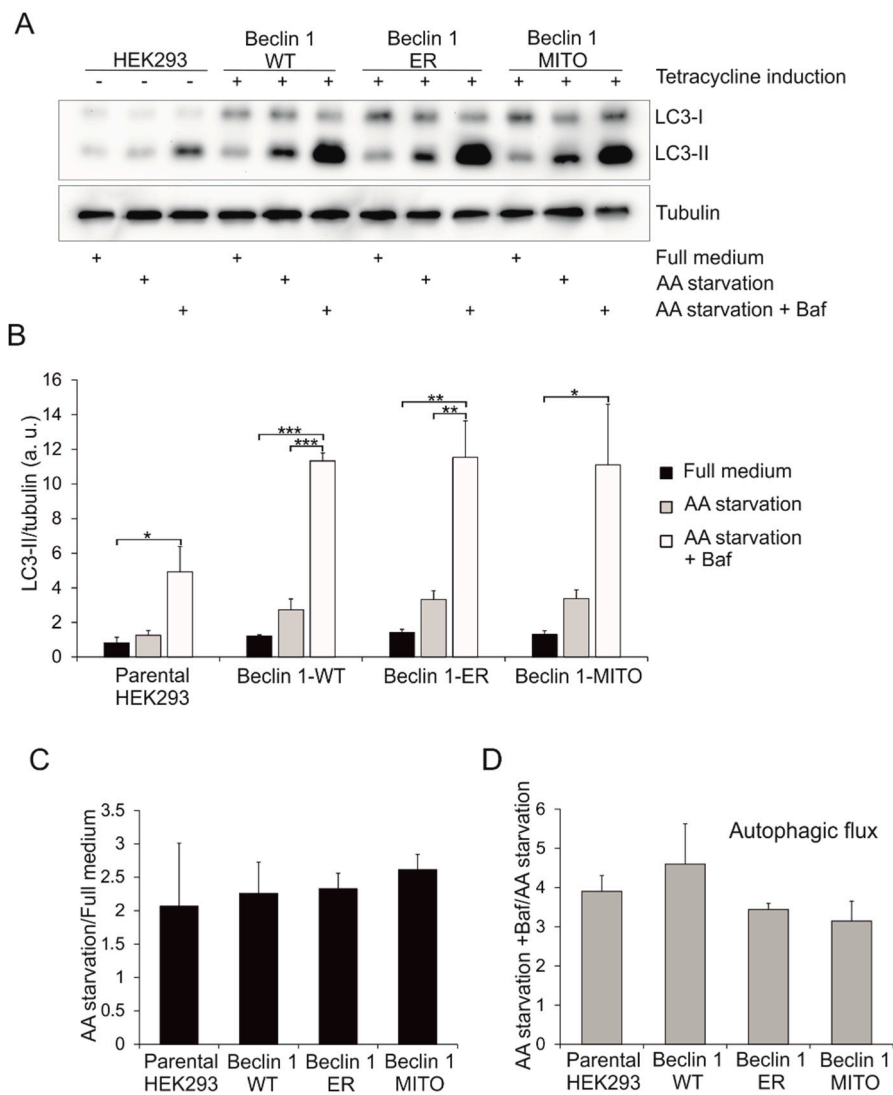 A
HEK293
Beclin 1
WT
Beclin 1
ER
Beclin 1
MITO
- - - + + + + + + + + + Tetracycline induction
LC3-I
LC3-II
Tubulin
+ + + + Full medium
+ + + + AA starvation
+ + + + AA starvation + Baf
B
LC3-II/tubulin (a. u.)
16
14
12
10
8
6
4
2
0
*
***
***
**
**
*
Full medium
AA starvation
AA starvation
+ Baf
Parental
HEK293
Beclin 1-WT
Beclin 1-ER
Beclin 1-MITO
C
AA starvation/Full medium
3.5
3
2.5
2
1.5
1
0.5
0
Parental
HEK293
Beclin 1
WT
Beclin 1
ER
Beclin 1
MITO
D
AA starvation +Baf/AA starvation
6
5
4
3
2
1
0
Autophagic flux
Parental
HEK293
Beclin 1
WT
Beclin 1
ER
Beclin 1
MITO